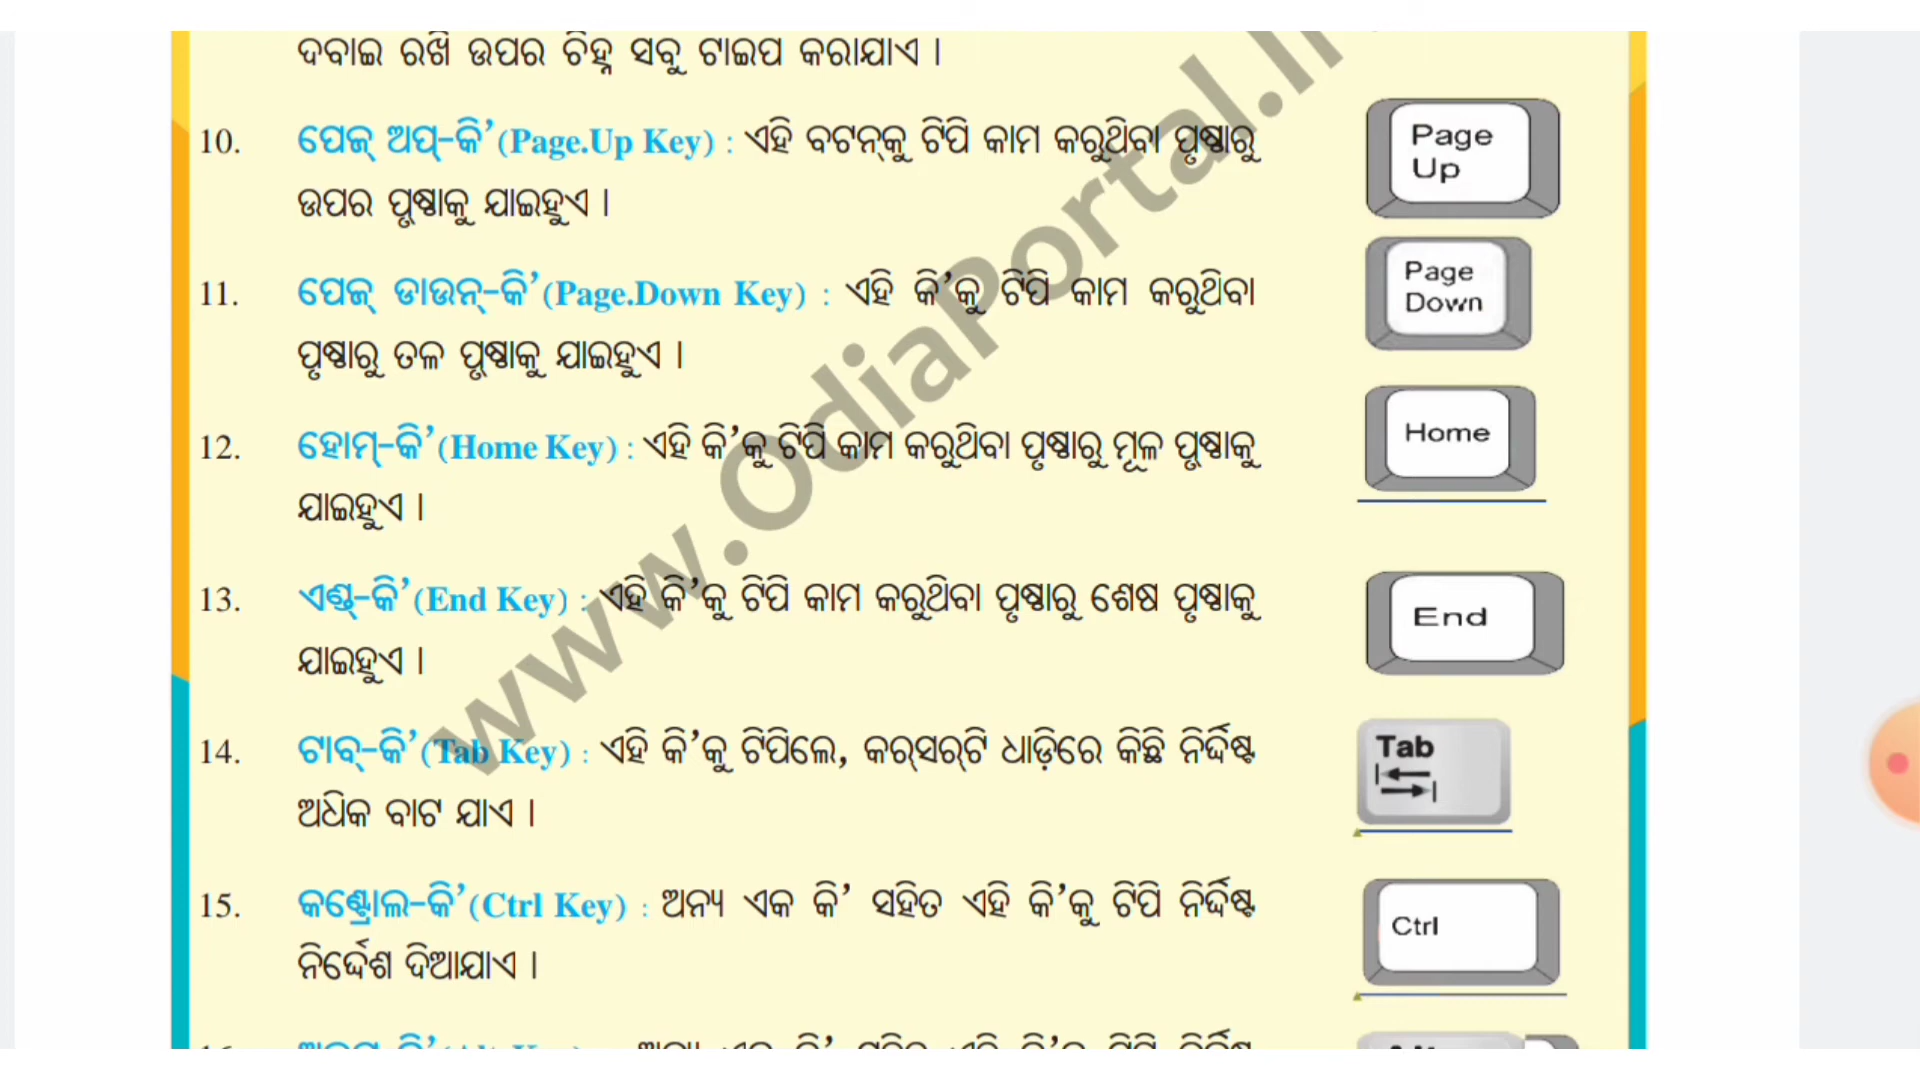 ଦବାଇ ରଖି ଉପର ଚିହ୍ନ ସବୁ ଟାଇପ କରାଯାଏ ।
10. ପେଜ୍ ଅପ୍-କି’(Page.Up Key) : ଏହି ବଟନ୍‌କୁ ଟିପି କାମ କରୁଥିବା ପୃଷ୍ଠାରୁ
ଉପର ପୃଷ୍ଠାକୁ ଯାଇହୁଏ ।
Page
Up
11. ପେଜ୍ ଡାଉନ୍-କି’(Page.Down Key) : ଏହି କି’କୁ ଟିପି କାମ କରୁଥିବା
ପୃଷ୍ଠାରୁ ତଳ ପୃଷ୍ଠାକୁ ଯାଇହୁଏ ।
Page
Down
12. ହୋମ୍-କି’(Home Key) : ଏହି କି’କୁ ଟିପି କାମ କରୁଥିବା ପୃଷ୍ଠାରୁ ମୂଳ ପୃଷ୍ଠାକୁ
ଯାଇହୁଏ ।
Home
13. ଏଣ୍ଡ୍-କି’(End Key) : ଏହି କି’କୁ ଟିପି କାମ କରୁଥିବା ପୃଷ୍ଠାରୁ ଶେଷ ପୃଷ୍ଠାକୁ
ଯାଇହୁଏ ।
End
14. ଟାବ୍-କି’(Tab Key) : ଏହି କି’କୁ ଟିପିଲେ, କର୍‌ସର୍‌ଟି ଧାଡ଼ିରେ କିଛି ନିର୍ଦ୍ଦିଷ୍ଟ
ଅଧିକ ବାଟ ଯାଏ ।
Tab
15. କଣ୍ଟ୍ରୋଲ-କି’(Ctrl Key) : ଅନ୍ୟ ଏକ କି’ ସହିତ ଏହି କି’କୁ ଟିପି ନିର୍ଦ୍ଦିଷ୍ଟ
ନିର୍ଦ୍ଦେଶ ଦିଆଯାଏ ।
Ctrl
www.OdiaPortal.